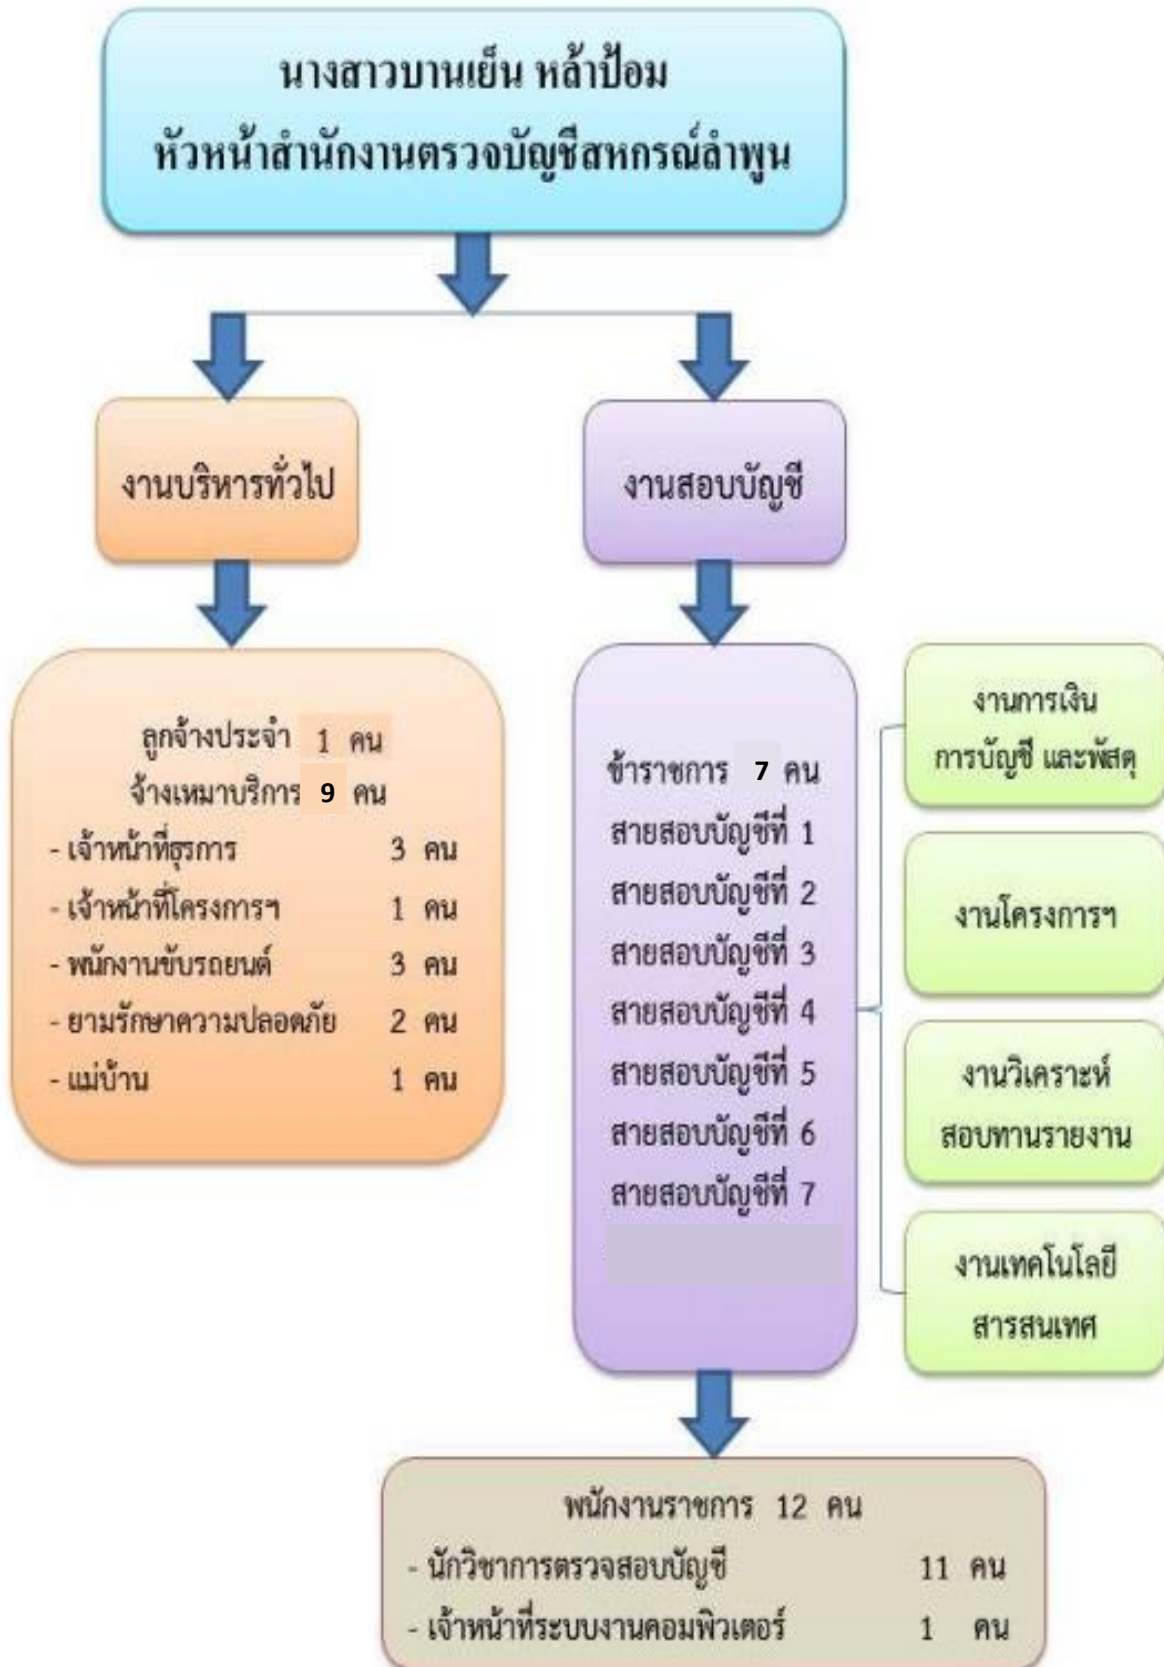 นางสาวบานเย็น หล้าป้อม
หัวหน้าสำนักงานตรวจบัญชีสหกรณ์ลำพูน
งานบริหารทั่วไป
งานสอบบัญชี
ลูกจ้างประจำ 1 คน
จ้างเหมาบริการ 9 คน
- เจ้าหน้าที่ธุรการ 3 คน
- เจ้าหน้าที่โครงการฯ 1 คน
- พนักงานขับรถยนต์ 3 คน
- ยามรักษาความปลอดภัย 2 คน
- แม่บ้าน 1 คน
ข้าราชการ 7 คน
สายสอบบัญชีที่ 1
สายสอบบัญชีที่ 2
สายสอบบัญชีที่ 3
สายสอบบัญชีที่ 4
สายสอบบัญชีที่ 5
สายสอบบัญชีที่ 6
สายสอบบัญชีที่ 7
งานการเงิน
การบัญชี และพัสดุ
งานโครงการฯ
งานวิเคราะห์
สอบทานรายงาน
งานเทคโนโลยี
สารสนเทศ
พนักงานราชการ 12 คน
- นักวิชาการตรวจสอบบัญชี 11 คน
- เจ้าหน้าที่ระบบงานคอมพิวเตอร์ 1 คน